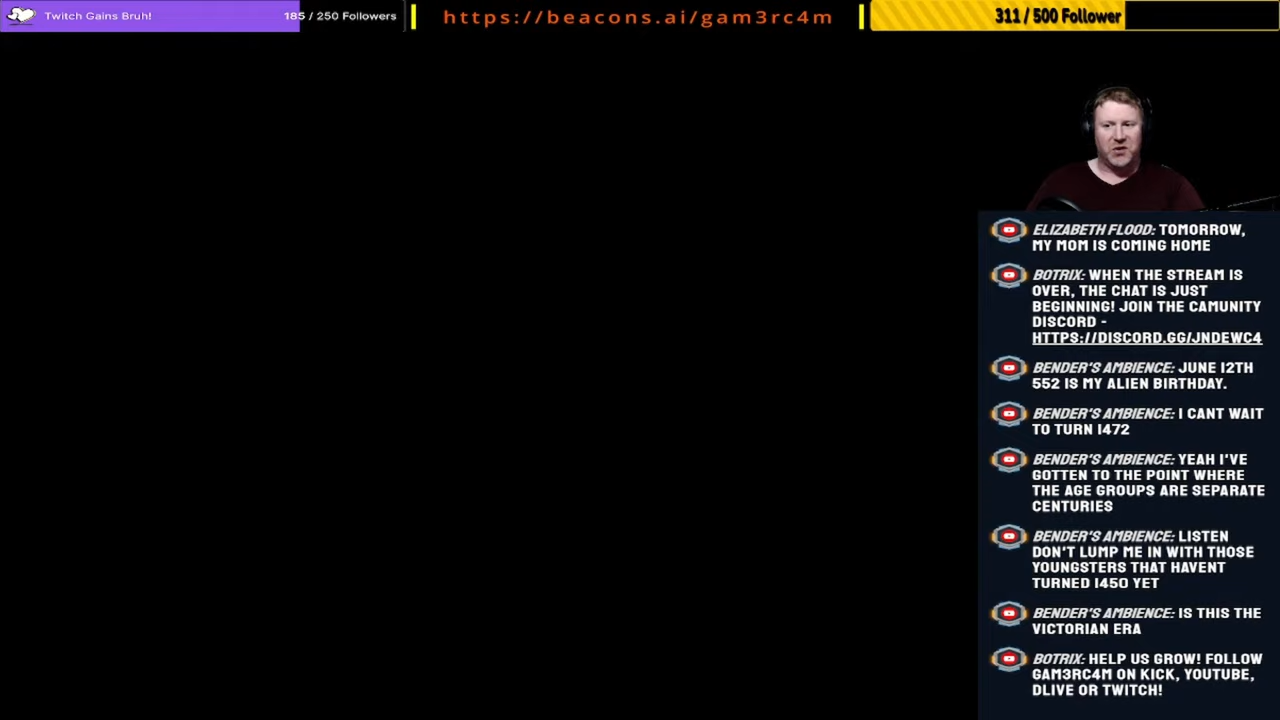 Twitch Gains Bruh!
185 / 250 Followers
https://beacons.ai/gam3rc4m
311 / 500 Follower
ELIZABETH FLOOD: TOMORROW,
MY MOM IS COMING HOME
BOTRIX: WHEN THE STREAM IS
OVER, THE CHAT IS JUST
BEGINNING! JOIN THE CAMUNITY
DISCORD -
HTTPS://DISCORD.GG/JNDEWC4
BENDER'S AMBIENCE: JUNE 12TH
552 IS MY ALIEN BIRTHDAY.
BENDER'S AMBIENCE: I CANT WAIT
TO TURN 1472
BENDER'S AMBIENCE: YEAH I'VE
GOTTEN TO THE POINT WHERE
THE AGE GROUPS ARE SEPARATE
CENTURIES
BENDER'S AMBIENCE: LISTEN
DON'T LUMP ME IN WITH THOSE
YOUNGSTERS THAT HAVENT
TURNED 1450 YET
BENDER'S AMBIENCE: IS THIS THE
VICTORIAN ERA
BOTRIX: HELP US GROW! FOLLOW
GAM3RC4M ON KICK, YOUTUBE,
DLIVE OR TWITCH!